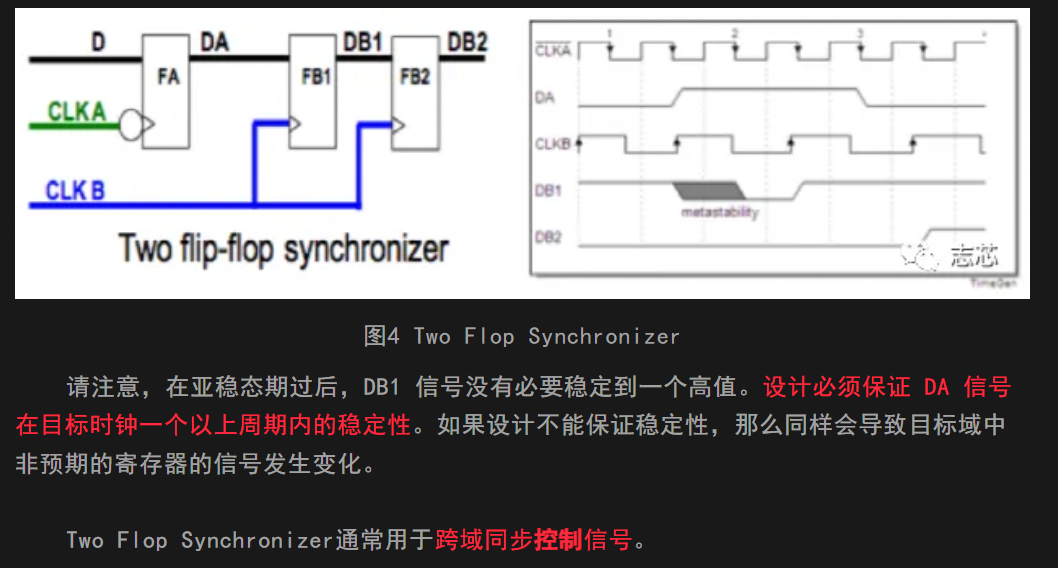 D
DA
DB1
DB2
FA
FB1
FB2
CLKA
CLK B
Two flip-flop synchronizer
1
2
3
CLKA
DA
CLKB
DB1
metastability
DB2
志芯
TimeGen
图4 Two Flop Synchronizer
请注意，在亚稳态期过后，DB1 信号没有必要稳定到一个高值。设计必须保证 DA 信号
在目标时钟一个以上周期内的稳定性。如果设计不能保证稳定性，那么同样会导致目标域中
非预期的寄存器的信号发生变化。
Two Flop Synchronizer通常用于跨域同步控制信号。